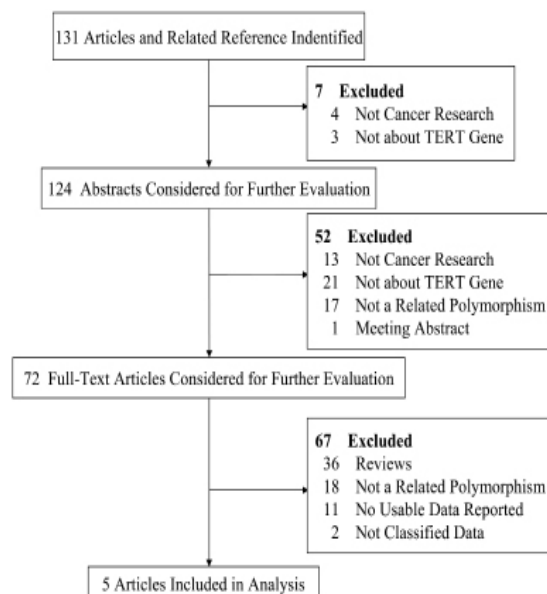 131 Articles and Related Reference Indentified
7 Excluded
4 Not Cancer Research
3 Not about TERT Gene
124 Abstracts Considered for Further Evaluation
52 Excluded
13 Not Cancer Research
21 Not about TERT Gene
17 Not a Related Polymorphism
1 Meeting Abstract
72 Full-Text Articles Considered for Further Evaluation
67 Excluded
36 Reviews
18 Not a Related Polymorphism
11 No Usable Data Reported
2 Not Classified Data
5 Articles Included in Analysis